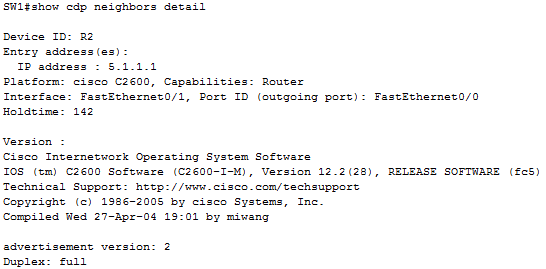 SW1#show cdp neighbors detail
Device ID: R2
Entry address(es):
IP address : 5.1.1.1
Platform: cisco C2600, Capabilities: Router
Interface: FastEthernet0/1, Port ID (outgoing port): FastEthernet0/0
Holdtime: 142
Version :
Cisco Internetwork Operating System Software
IOS (tm) C2600 Software (C2600-I-M), Version 12.2(28), RELEASE SOFTWARE (fc5)
Technical Support: http://www.cisco.com/techsupport
Copyright (c) 1986-2005 by cisco Systems, Inc.
Compiled Wed 27-Apr-04 19:01 by miwang
advertisement version: 2
Duplex: full